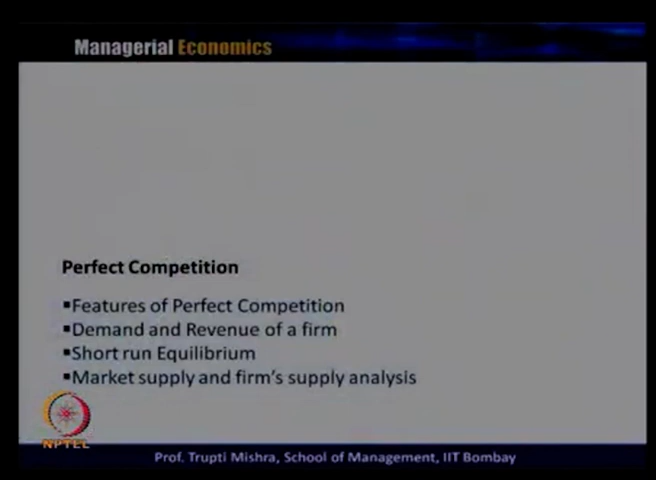 Managerial Economics
Perfect Competition
▪Features of Perfect Competition
▪Demand and Revenue of a firm
▪Short run Equilibrium
▪Market supply and firm's supply analysis
NPTEL
Prof. Trupti Mishra, School of Management, IIT Bombay